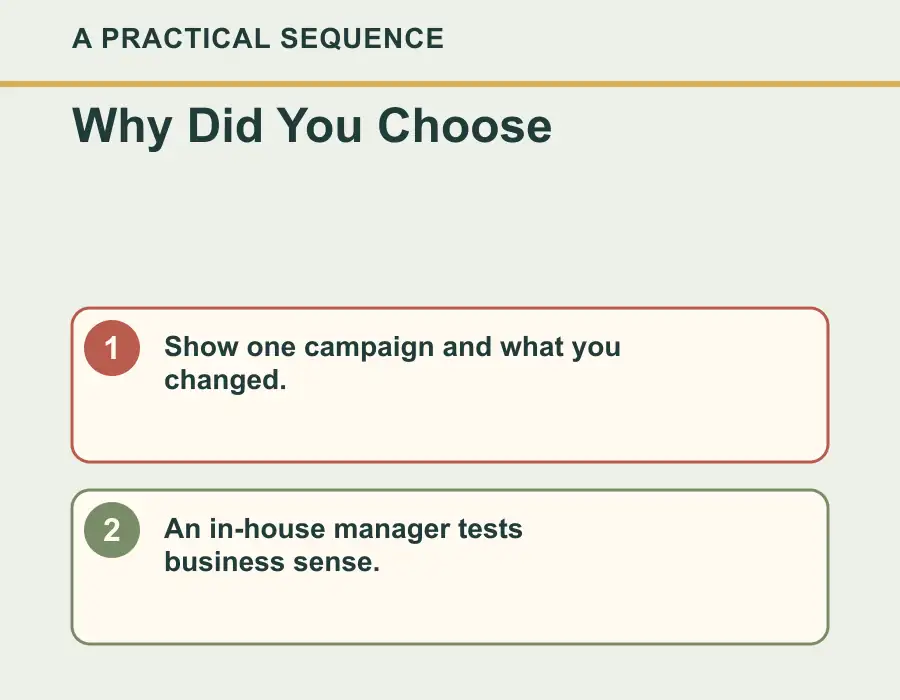 A PRACTICAL SEQUENCE
Why Did You Choose
1
Show one campaign and what you
changed.
2
An in-house manager tests
business sense.